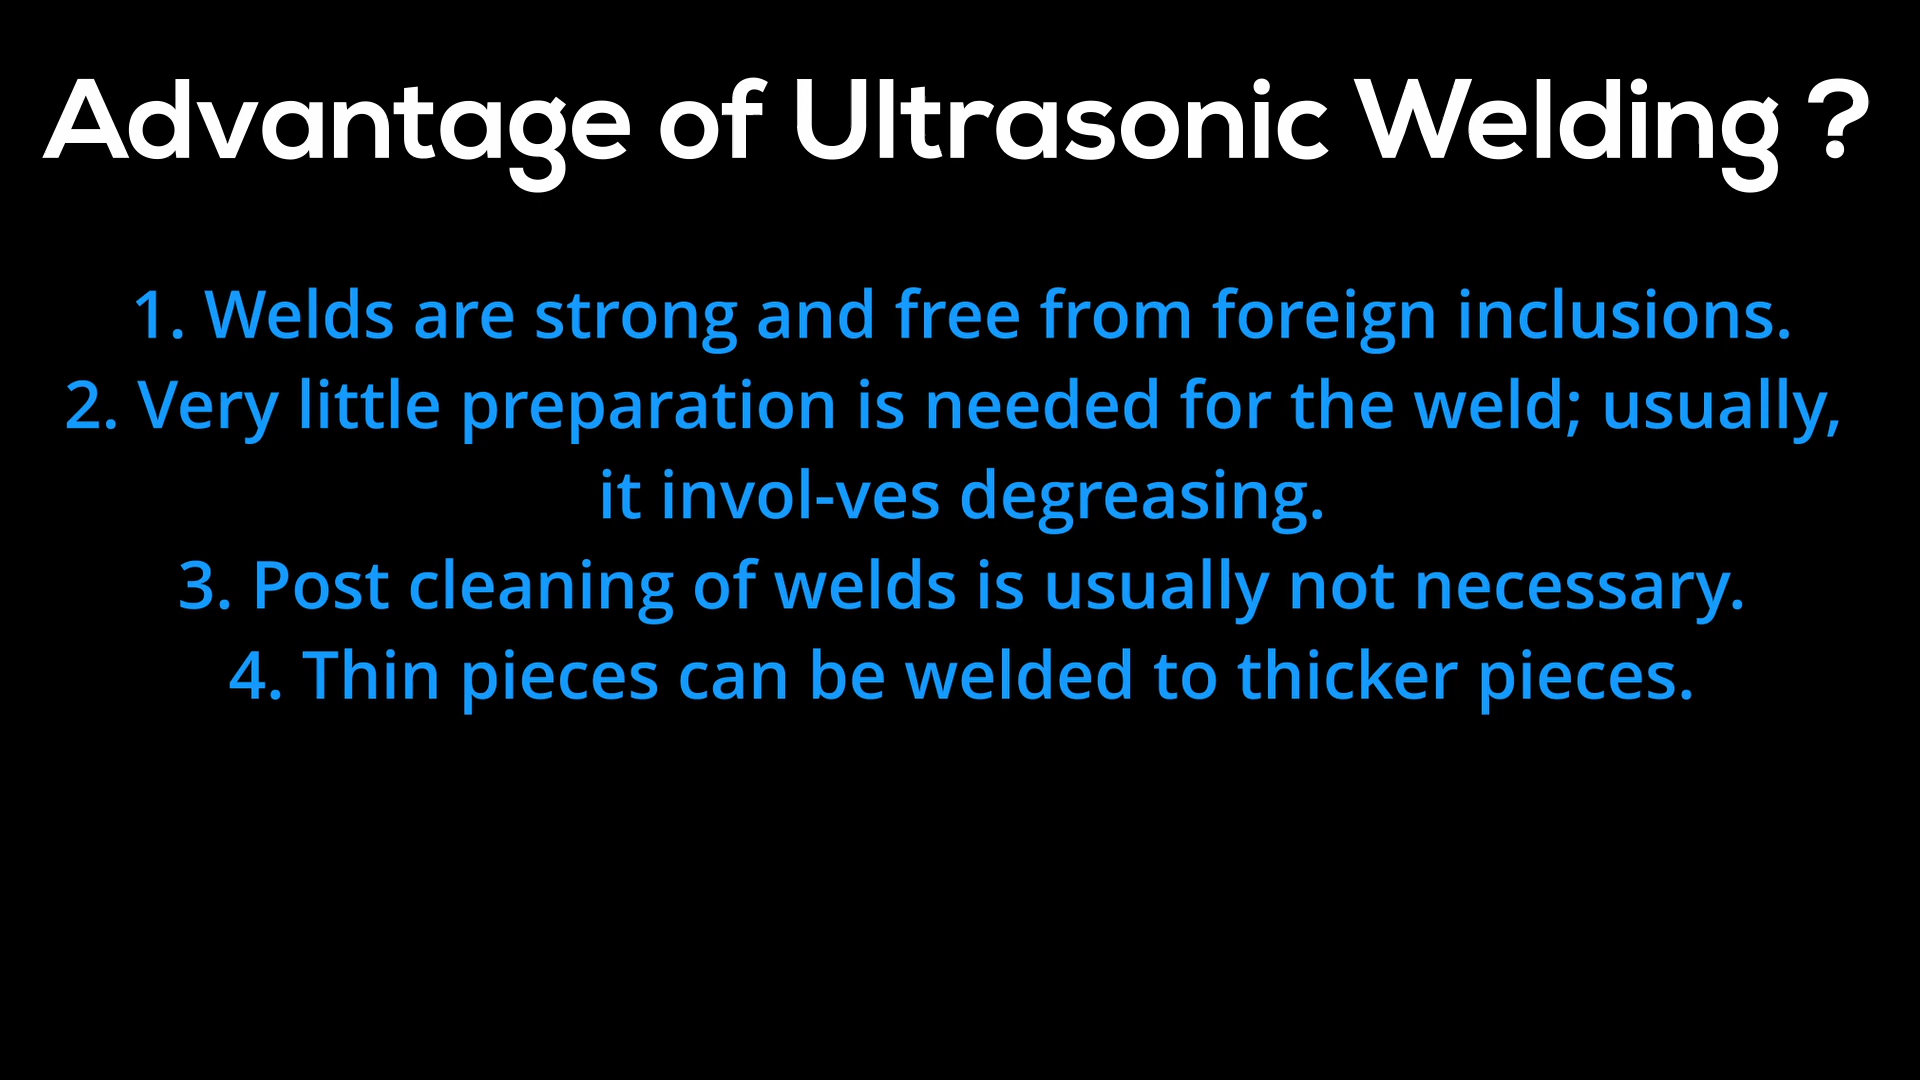 Advantage of Ultrasonic Welding ?
1. Welds are strong and free from foreign inclusions.
2. Very little preparation is needed for the weld; usually,
it invol-ves degreasing.
3. Post cleaning of welds is usually not necessary.
4. Thin pieces can be welded to thicker pieces.